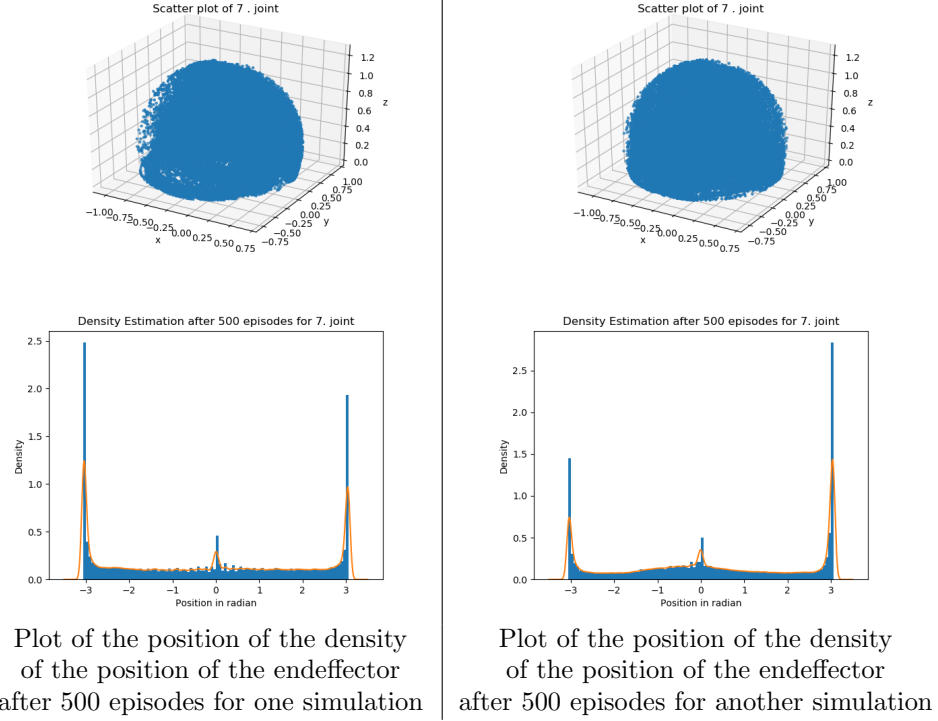 Scatter plot of 7 . joint
1.2
1.0
0.8
0.6
0.4
0.2
0.0
z
−1.00
−0.75
−0.50
−0.25
0.00
0.25
0.50
0.75
x
−0.75
−0.50
−0.25
0.00
0.25
0.50
0.75
1.00
y
Density Estimation after 500 episodes for 7. joint
2.5
2.0
1.5
1.0
0.5
0.0
Density
−3 −2 −1 0 1 2 3
Position in radian
Plot of the position of the density
of the position of the endeffector
after 500 episodes for one simulation
Scatter plot of 7 . joint
1.2
1.0
0.8
0.6
0.4
0.2
0.0
z
−1.00
−0.75
−0.50
−0.25
0.00
0.25
0.50
0.75
x
−0.75
−0.50
−0.25
0.00
0.25
0.50
0.75
1.00
y
Density Estimation after 500 episodes for 7. joint
2.5
2.0
1.5
1.0
0.5
0.0
Density
−3 −2 −1 0 1 2 3
Position in radian
Plot of the position of the density
of the position of the endeffector
after 500 episodes for another simulation